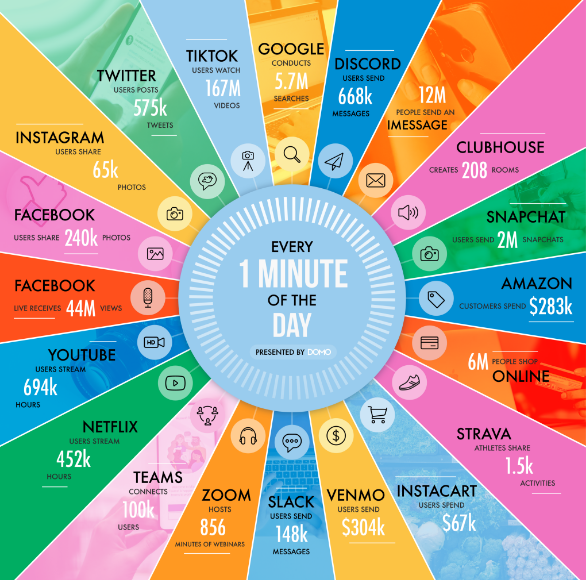 EVERY
1 MINUTE
OF THE
DAY
PRESENTED BY DOMO
GOOGLE
CONDUCTS
5.7M
SEARCHES
DISCORD
USERS SEND
668k
MESSAGES
12M
PEOPLE SEND AN
IMESSAGE
CLUBHOUSE
CREATES 208 ROOMS
SNAPCHAT
USERS SEND 2M SNAPCHATS
AMAZON
CUSTOMERS SPEND $283k
6M PEOPLE SHOP
ONLINE
STRAVA
ATHLETES SHARE
1.5k
ACTIVITIES
INSTACART
USERS SPEND
$67k
VENMO
USERS SEND
$304k
SLACK
USERS SEND
148k
MESSAGES
ZOOM
HOSTS
856
MINUTES OF WEBINARS
TEAMS
CONNECTS
100k
USERS
NETFLIX
USERS STREAM
452k
HOURS
YOUTUBE
USERS STREAM
694k
HOURS
FACEBOOK
LIVE RECEIVES 44M VIEWS
FACEBOOK
USERS SHARE 240k PHOTOS
INSTAGRAM
USERS SHARE
65k
PHOTOS
TWITTER
USERS POSTS
575k
TWEETS
TIKTOK
USERS WATCH
167M
VIDEOS
HD
$